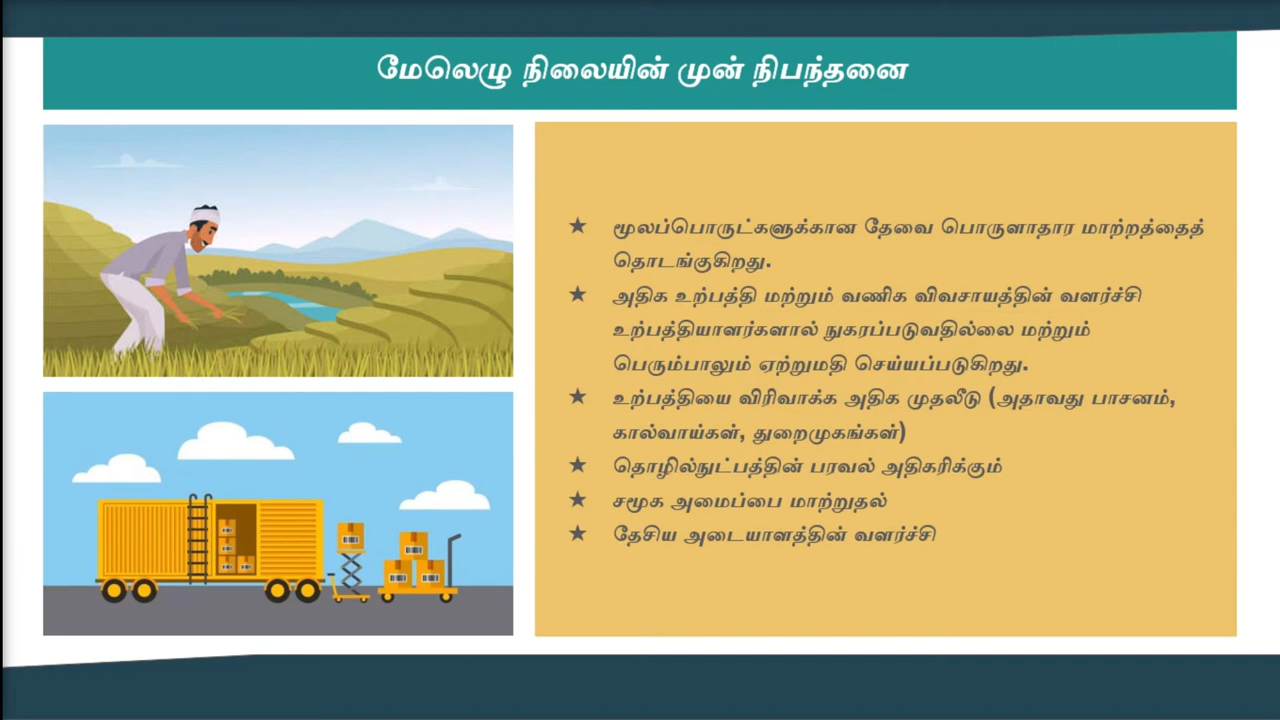 மேலெழு நிலையின் முன் நிபந்தனை
★ மூலப்பொருட்களுக்கான தேவை பொருளாதார மாற்றத்தைத்
தொடங்குகிறது.
★ அதிக உற்பத்தி மற்றும் வணிக விவசாயத்தின் வளர்ச்சி
உற்பத்தியாளர்களால் நுகரப்படுவதில்லை மற்றும்
பெரும்பாலும் ஏற்றுமதி செய்யப்படுகிறது.
★ உற்பத்தியை விரிவாக்க அதிக முதலீடு (அதாவது பாசனம்,
கால்வாய்கள், துறைமுகங்கள்)
★ தொழில்நுட்பத்தின் பரவல் அதிகரிக்கும்
★ சமூக அமைப்பை மாற்றுதல்
★ தேசிய அடையாளத்தின் வளர்ச்சி